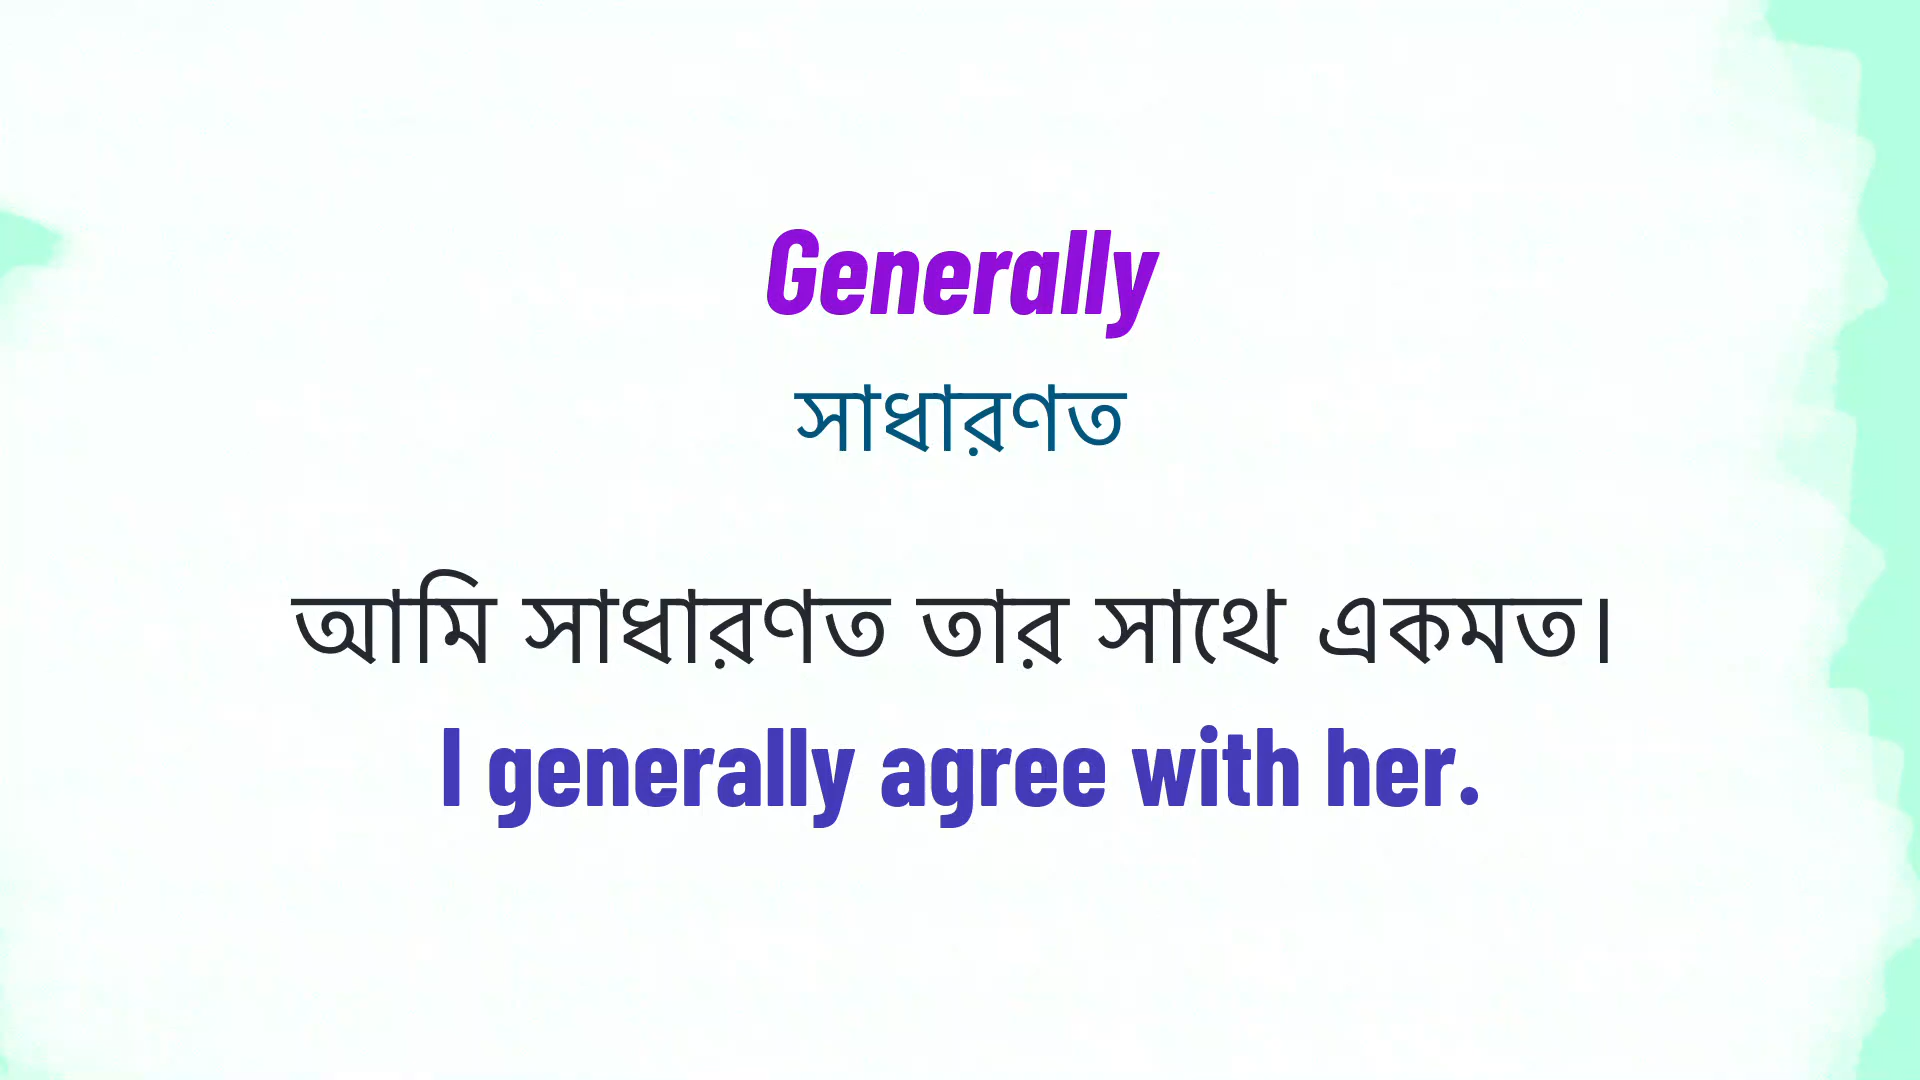 Generally
সাধারণত
আমি সাধারণত তার সাথে একমত।
I generally agree with her.